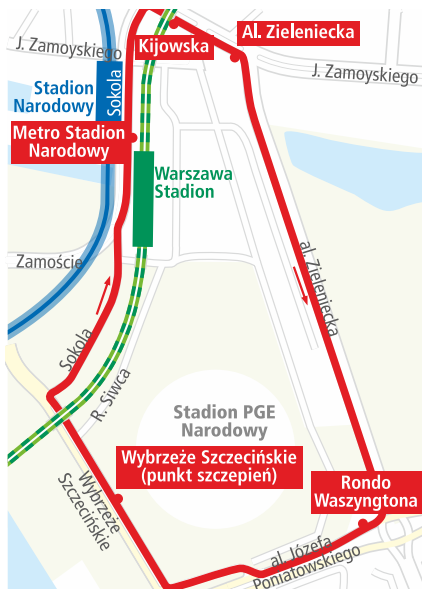 Kijowska
Al. Zieleniecka
J. Zamoyskiego
J. Zamoyskiego
Stadion
Narodowy
Sokola
Metro Stadion
Narodowy
Warszawa
Stadion
Zamoście
al. Zieleniecka
Sokola
R. Siwca
Stadion PGE
Narodowy
Wybrzeże Szczecińskie
(punkt szczepień)
Rondo
Waszyngtona
Wybrzeże
Szczecińskie
al. Józefa
Poniatowskiego